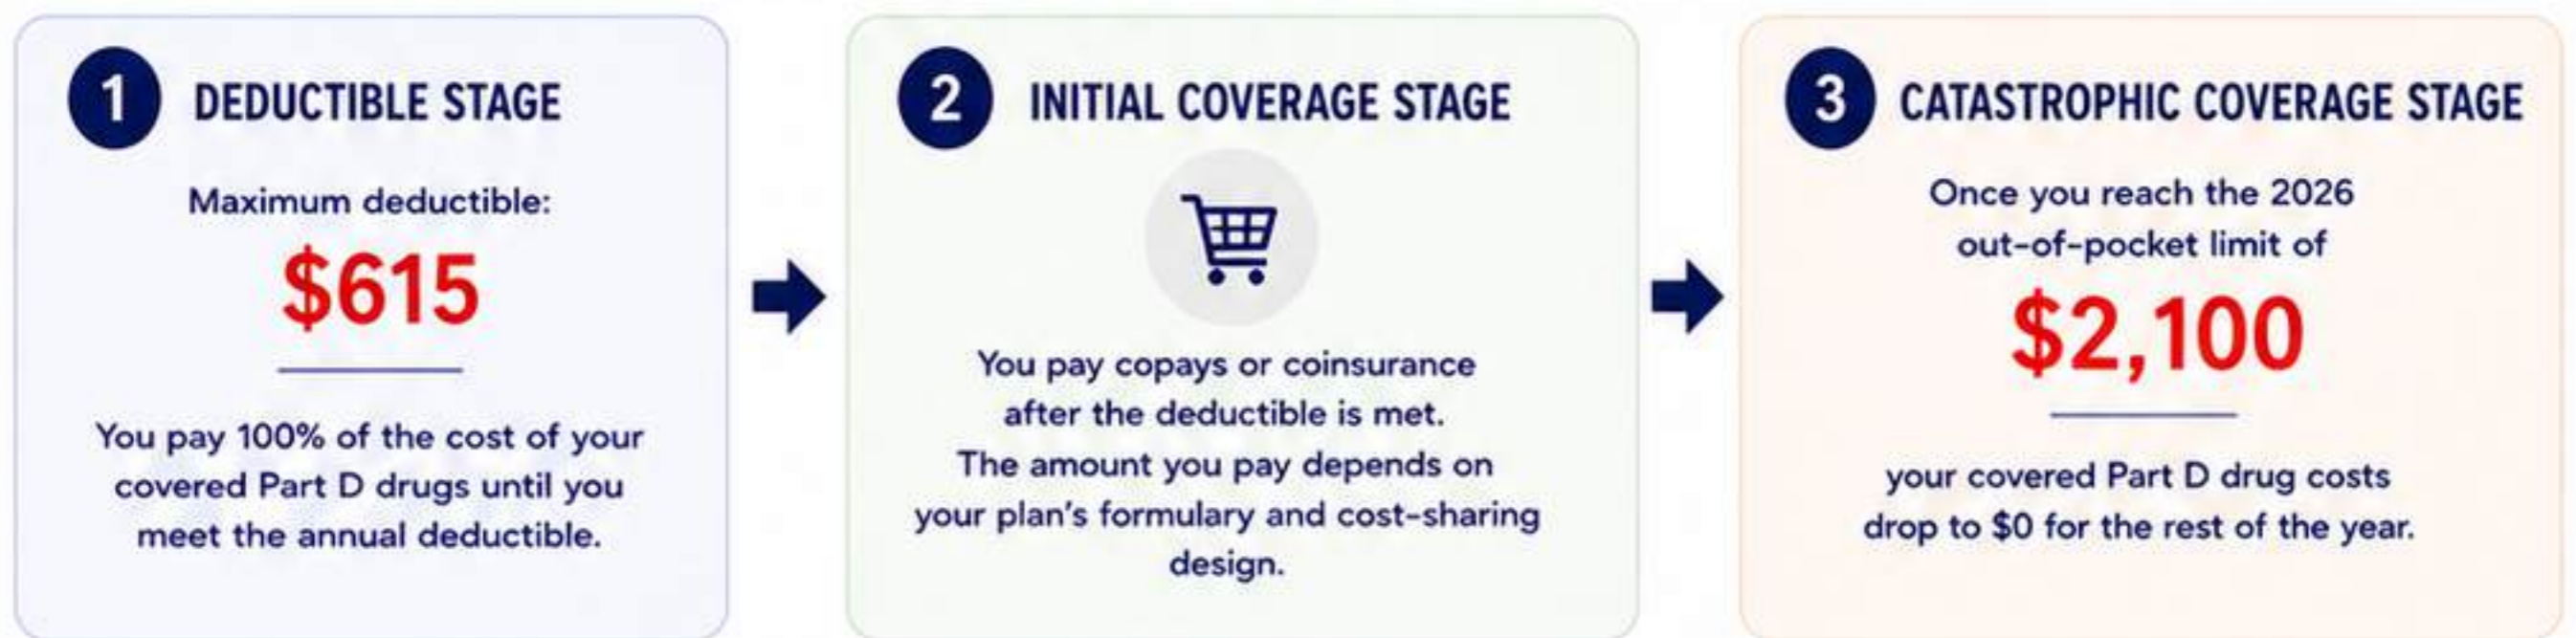 1 DEDUCTIBLE STAGE
Maximum deductible:
$615
You pay 100% of the cost of your
covered Part D drugs until you
meet the annual deductible.
2 INITIAL COVERAGE STAGE
You pay copays or coinsurance
after the deductible is met.
The amount you pay depends on
your plan's formulary and cost-sharing
design.
3 CATASTROPHIC COVERAGE STAGE
Once you reach the 2026
out-of-pocket limit of
$2,100
your covered Part D drug costs
drop to $0 for the rest of the year.